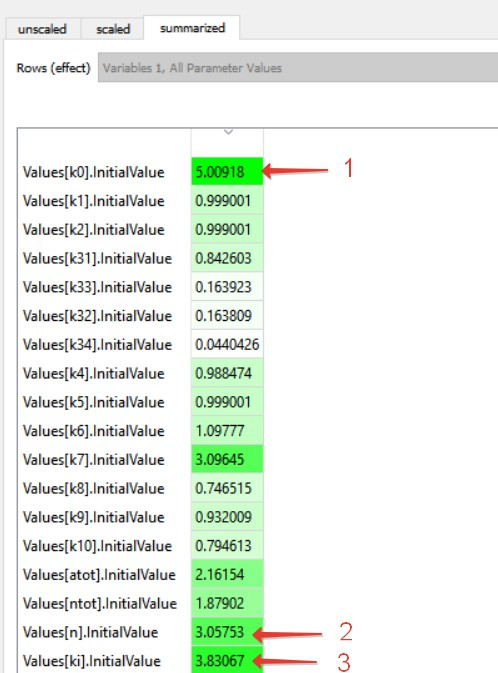 unscaled scaled summarized
Rows (effect) Variables 1, All Parameter Values
Values[k0].InitialValue 5.00918 1
Values[k1].InitialValue 0.999001
Values[k2].InitialValue 0.999001
Values[k31].InitialValue 0.842603
Values[k33].InitialValue 0.163923
Values[k32].InitialValue 0.163809
Values[k34].InitialValue 0.0440426
Values[k4].InitialValue 0.988474
Values[k5].InitialValue 0.999001
Values[k6].InitialValue 1.09777
Values[k7].InitialValue 3.09645
Values[k8].InitialValue 0.746515
Values[k9].InitialValue 0.932009
Values[k10].InitialValue 0.794613
Values[atot].InitialValue 2.16154
Values[ntot].InitialValue 1.87902
Values[n].InitialValue 3.05753 2
Values[ki].InitialValue 3.83067 3